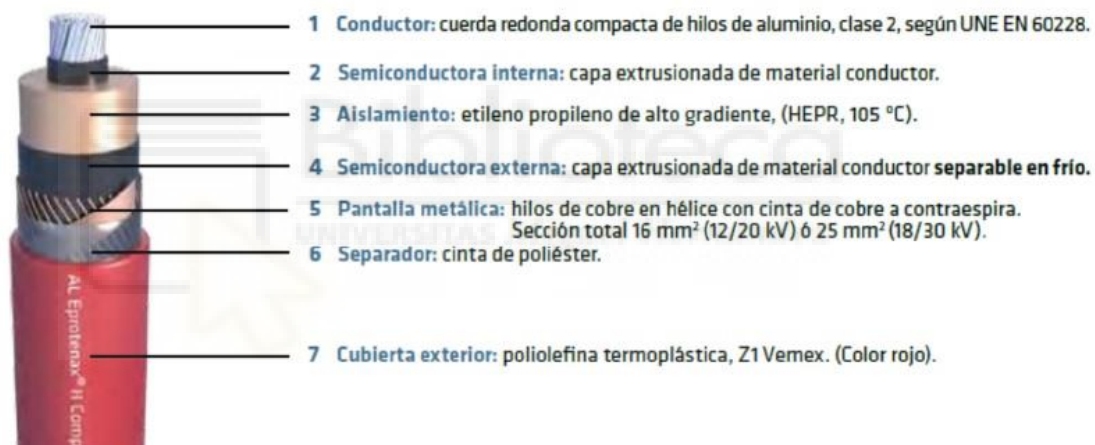 1 Conductor: cuerda redonda compacta de hilos de aluminio, clase 2, según UNE EN 60228.
2 Semiconductora interna: capa extrusionada de material conductor.
3 Aislamiento: etileno propileno de alto gradiente, (HEPR, 105 ºC).
4 Semiconductora externa: capa extrusionada de material conductor separable en frío.
5 Pantalla metálica: hilos de cobre en hélice con cinta de cobre a contraespira.
Sección total 16 mm² (12/20 kV) ó 25 mm² (18/30 kV).
6 Separador: cinta de poliéster.
7 Cubierta exterior: poliolefina termoplástica, Z1 Vemex. (Color rojo).
AL Eprotenax® H Comp
Biblioteca
UNIVERSITAS